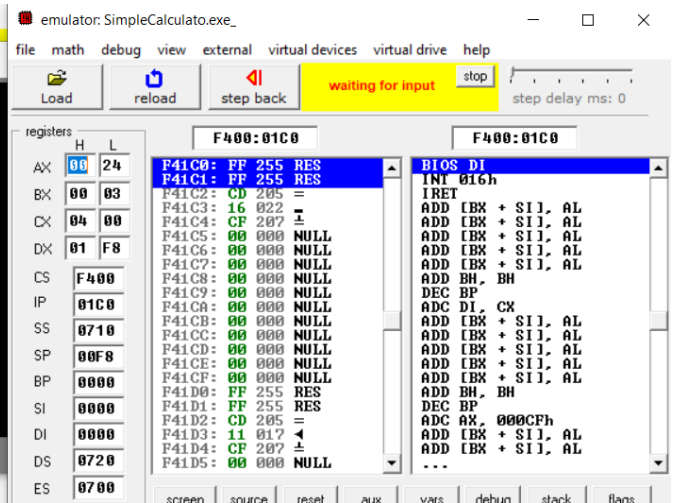 emulator: SimpleCalculato.exe_
file math debug view external virtual devices virtual drive help
Load reload step back waiting for input stop step delay ms: 0
registers F400:01C0 F400:01C0
H L
AX 00 24
BX 00 03
CX 04 00
DX 01 F8
CS F400
IP 01C0
SS 0710
SP 00F8
BP 0000
SI 0000
DI 0000
DS 0720
ES 0700
F41C0: FF 255 RES
F41C1: FF 255 RES
F41C2: CD 205 =
F41C3: 16 022 ▬
F41C4: CF 207 ╧
F41C5: 00 000 NULL
F41C6: 00 000 NULL
F41C7: 00 000 NULL
F41C8: 00 000 NULL
F41C9: 00 000 NULL
F41CA: 00 000 NULL
F41CB: 00 000 NULL
F41CC: 00 000 NULL
F41CD: 00 000 NULL
F41CE: 00 000 NULL
F41CF: 00 000 NULL
F41D0: FF 255 RES
F41D1: FF 255 RES
F41D2: CD 205 =
F41D3: 11 017 ◄
F41D4: CF 207 ╧
F41D5: 00 000 NULL
BIOS DI
INT 016h
IRET
ADD [BX + SI], AL
ADD [BX + SI], AL
ADD [BX + SI], AL
ADD [BX + SI], AL
ADD [BX + SI], AL
ADD BH, BH
DEC BP
ADC DI, CX
ADD [BX + SI], AL
ADD [BX + SI], AL
ADD [BX + SI], AL
ADD [BX + SI], AL
ADD [BX + SI], AL
ADD BH, BH
DEC BP
ADC AX, 000CFh
ADD [BX + SI], AL
ADD [BX + SI], AL
...
screen source reset aux vars debug stack flags